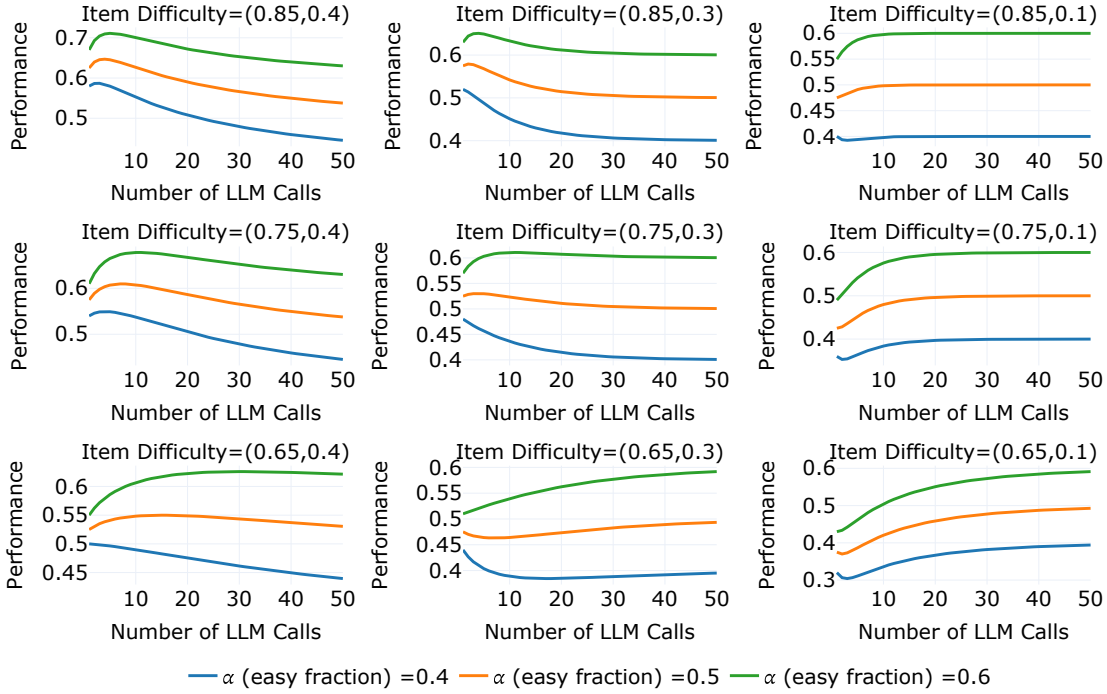 Item Difficulty=(0.85,0.4)
Performance
0.7
0.6
0.5
10 20 30 40 50
Number of LLM Calls
Item Difficulty=(0.85,0.3)
Performance
0.6
0.5
0.4
10 20 30 40 50
Number of LLM Calls
Item Difficulty=(0.85,0.1)
Performance
0.6
0.55
0.5
0.45
0.4
10 20 30 40 50
Number of LLM Calls
Item Difficulty=(0.75,0.4)
Performance
0.6
0.5
10 20 30 40 50
Number of LLM Calls
Item Difficulty=(0.75,0.3)
Performance
0.6
0.55
0.5
0.45
0.4
10 20 30 40 50
Number of LLM Calls
Item Difficulty=(0.75,0.1)
Performance
0.6
0.5
0.4
10 20 30 40 50
Number of LLM Calls
Item Difficulty=(0.65,0.4)
Performance
0.6
0.55
0.5
0.45
10 20 30 40 50
Number of LLM Calls
Item Difficulty=(0.65,0.3)
Performance
0.6
0.55
0.5
0.45
0.4
10 20 30 40 50
Number of LLM Calls
Item Difficulty=(0.65,0.1)
Performance
0.6
0.5
0.4
0.3
10 20 30 40 50
Number of LLM Calls
α (easy fraction) =0.4 α (easy fraction) =0.5 α (easy fraction) =0.6